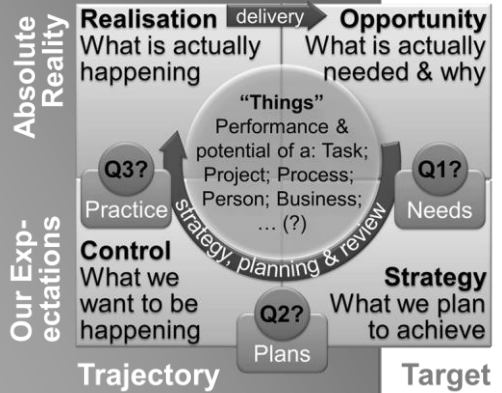 Absolute
Reality
Realisation
What is actually
happening
delivery
Opportunity
What is actually
needed & why
“Things”
Performance &
potential of a: Task;
Project; Process;
Person; Business;
... (?)
Q3?
Practice
Q1?
Needs
strategy, planning & review
Our Exp-
ectations
Control
What we
want to be
happening
Q2?
Plans
Strategy
What we plan
to achieve
Trajectory
Target